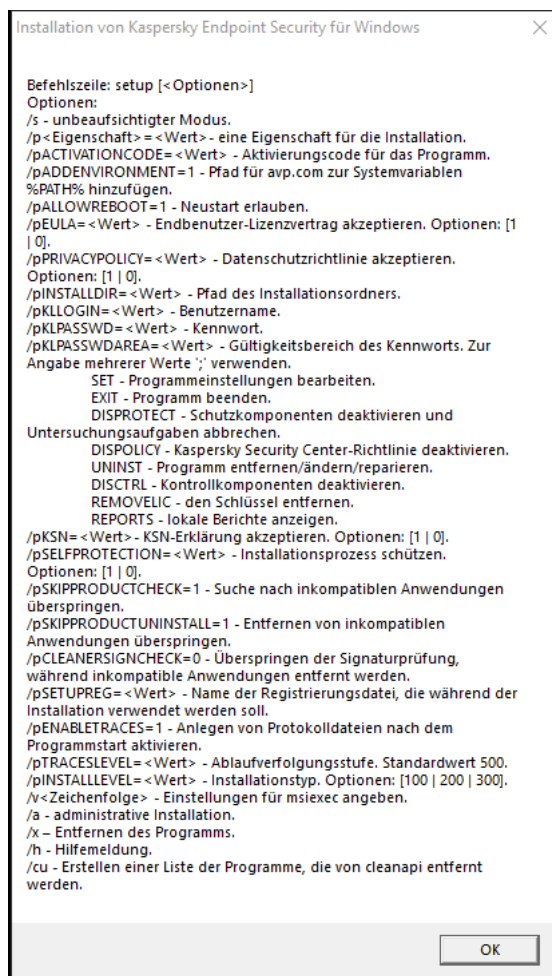 Installation von Kaspersky Endpoint Security für Windows
Befehlszeile: setup [<Optionen>]
Optionen:
/s - unbeaufsichtigter Modus.
/p<Eigenschaft>=<Wert>- eine Eigenschaft für die Installation.
/pACTIVATIONCODE=<Wert> - Aktivierungscode für das Programm.
/pADDENVIRONMENT=1 - Pfad für avp.com zur Systemvariablen
%PATH% hinzufügen.
/pALLOWREBOOT=1 - Neustart erlauben.
/pEULA=<Wert> - Endbenutzer-Lizenzvertrag akzeptieren. Optionen: [1
| 0].
/pPRIVACYPOLICY=<Wert> - Datenschutzrichtlinie akzeptieren.
Optionen: [1 | 0].
/pINSTALLDIR=<Wert> - Pfad des Installationsordners.
/pKLLOGIN=<Wert> - Benutzername.
/pKLPASSWD=<Wert> - Kennwort.
/pKLPASSWDAREA=<Wert> - Gültigkeitsbereich des Kennworts. Zur
Angabe mehrerer Werte ';' verwenden.
SET - Programmeinstellungen bearbeiten.
EXIT - Programm beenden.
DISPROTECT - Schutzkomponenten deaktivieren und
Untersuchungsaufgaben abbrechen.
DISPOLICY - Kaspersky Security Center-Richtlinie deaktivieren.
UNINST - Programm entfernen/ändern/reparieren.
DISCTRL - Kontrollkomponenten deaktivieren.
REMOVELIC - den Schlüssel entfernen.
REPORTS - lokale Berichte anzeigen.
/pKSN=<Wert>- KSN-Erklärung akzeptieren. Optionen: [1 | 0].
/pSELFPROTECTION=<Wert> - Installationsprozess schützen.
Optionen: [1 | 0].
/pSKIPPRODUCTCHECK=1 - Suche nach inkompatiblen Anwendungen
überspringen.
/pSKIPPRODUCTUNINSTALL=1 - Entfernen von inkompatiblen
Anwendungen überspringen.
/pCLEANERSIGNCHECK=0 - Überspringen der Signaturprüfung,
während inkompatible Anwendungen entfernt werden.
/pSETUPREG=<Wert> - Name der Registrierungsdatei, die während der
Installation verwendet werden soll.
/pENABLETRACES=1 - Anlegen von Protokolldateien nach dem
Programmstart aktivieren.
/pTRACESLEVEL=<Wert> - Ablaufverfolgungsstufe. Standardwert 500.
/pINSTALLLEVEL=<Wert> - Installationstyp. Optionen: [100 | 200 | 300].
/v<Zeichenfolge> - Einstellungen für msiexec angeben.
/a - administrative Installation.
/x – Entfernen des Programms.
/h - Hilfemeldung.
/cu - Erstellen einer Liste der Programme, die von cleanapi entfernt
werden.
OK